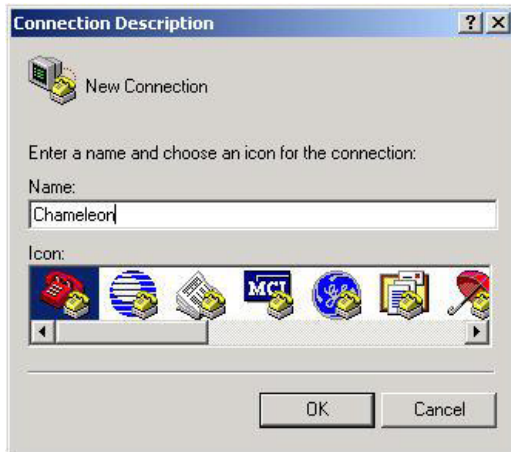 Connection Description
New Connection
Enter a name and choose an icon for the connection:
Name:
Chameleon
Icon:
MCI
OK Cancel